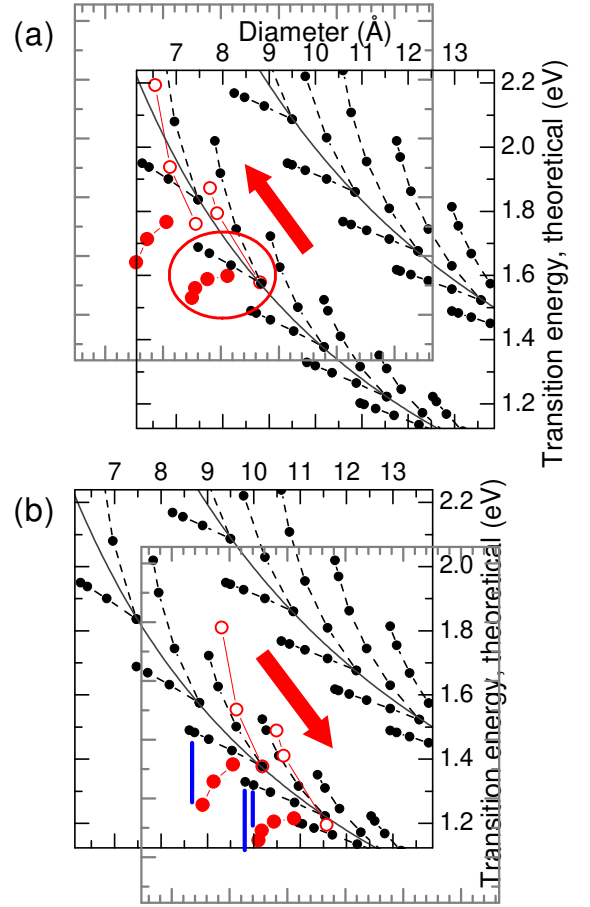 (a)
Diameter (Å)
7 8 9 10 11 12 13
2.2
2.0
1.8
1.6
1.4
1.2
Transition energy, theoretical (eV)
(b)
7 8 9 10 11 12 13
2.2
2.0
1.8
1.6
1.4
1.2
Transition energy, theoretical (eV)